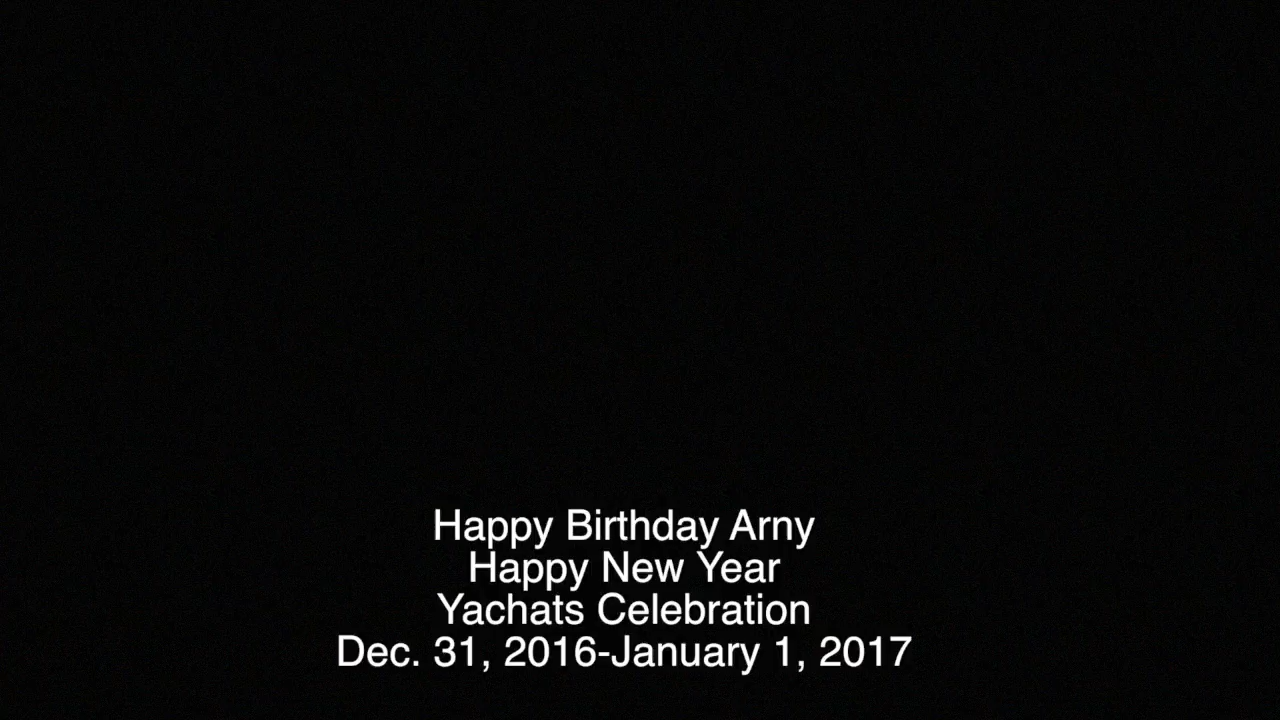 Happy Birthday Arny
Happy New Year
Yachats Celebration
Dec. 31, 2016-January 1, 2017